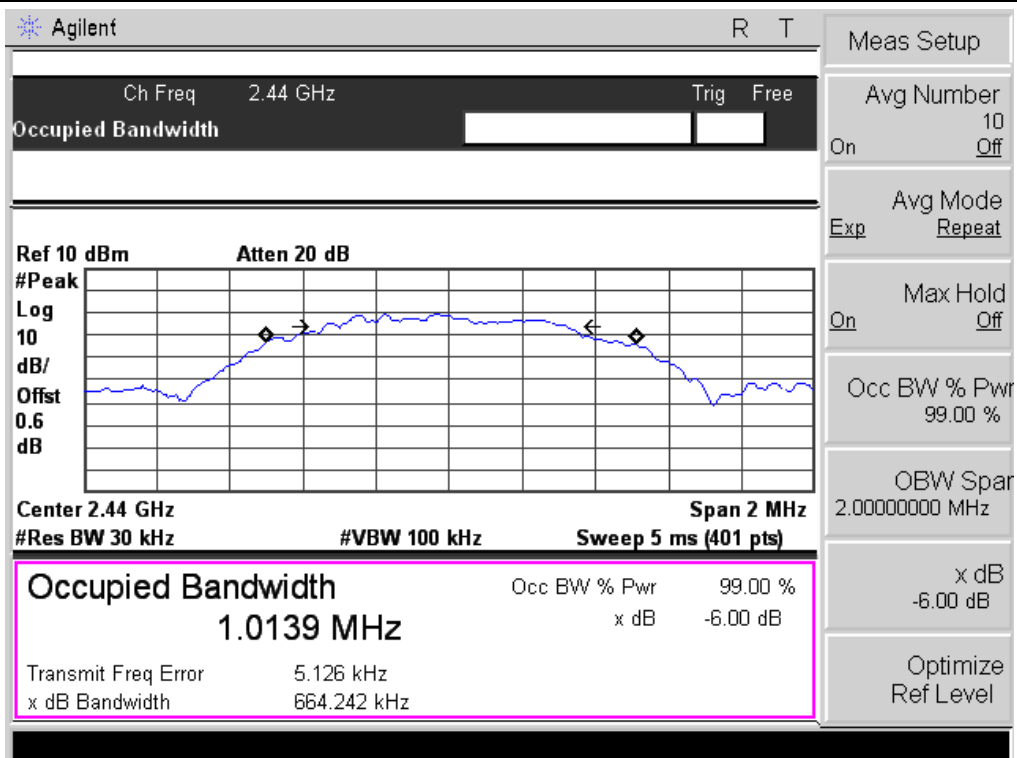 Agilent R T
Ch Freq 2.44 GHz Trig Free
Occupied Bandwidth
Ref 10 dBm Atten 20 dB
#Peak
Log
10
dB/
Offst
0.6
dB
Center 2.44 GHz Span 2 MHz
#Res BW 30 kHz #VBW 100 kHz Sweep 5 ms (401 pts)
Occupied Bandwidth
1.0139 MHz
Occ BW % Pwr 99.00 %
x dB -6.00 dB
Transmit Freq Error 5.126 kHz
x dB Bandwidth 664.242 kHz
Meas Setup
Avg Number
10
On Off
Avg Mode
Exp Repeat
Max Hold
On Off
Occ BW % Pwr
99.00 %
OBW Span
2.00000000 MHz
x dB
-6.00 dB
Optimize
Ref Level